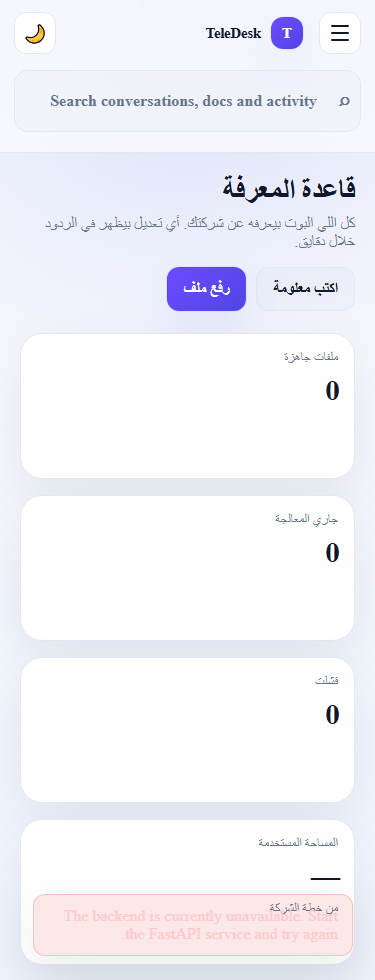 TeleDesk
T
Search conversations, docs and activity
قاعدة المعرفة
كل اللي البوت بيعرفه عن شركتك. أي تعديل بيظهر في الردود
خلال دقايق.
اكتب معلومة
رفع ملف
ملفات جاهزة
0
جاري المعالجة
0
فشلت
0
المساحة المستخدمة
—
من خطة الشركة
The backend is currently unavailable. Start
.the FastAPI service and try again